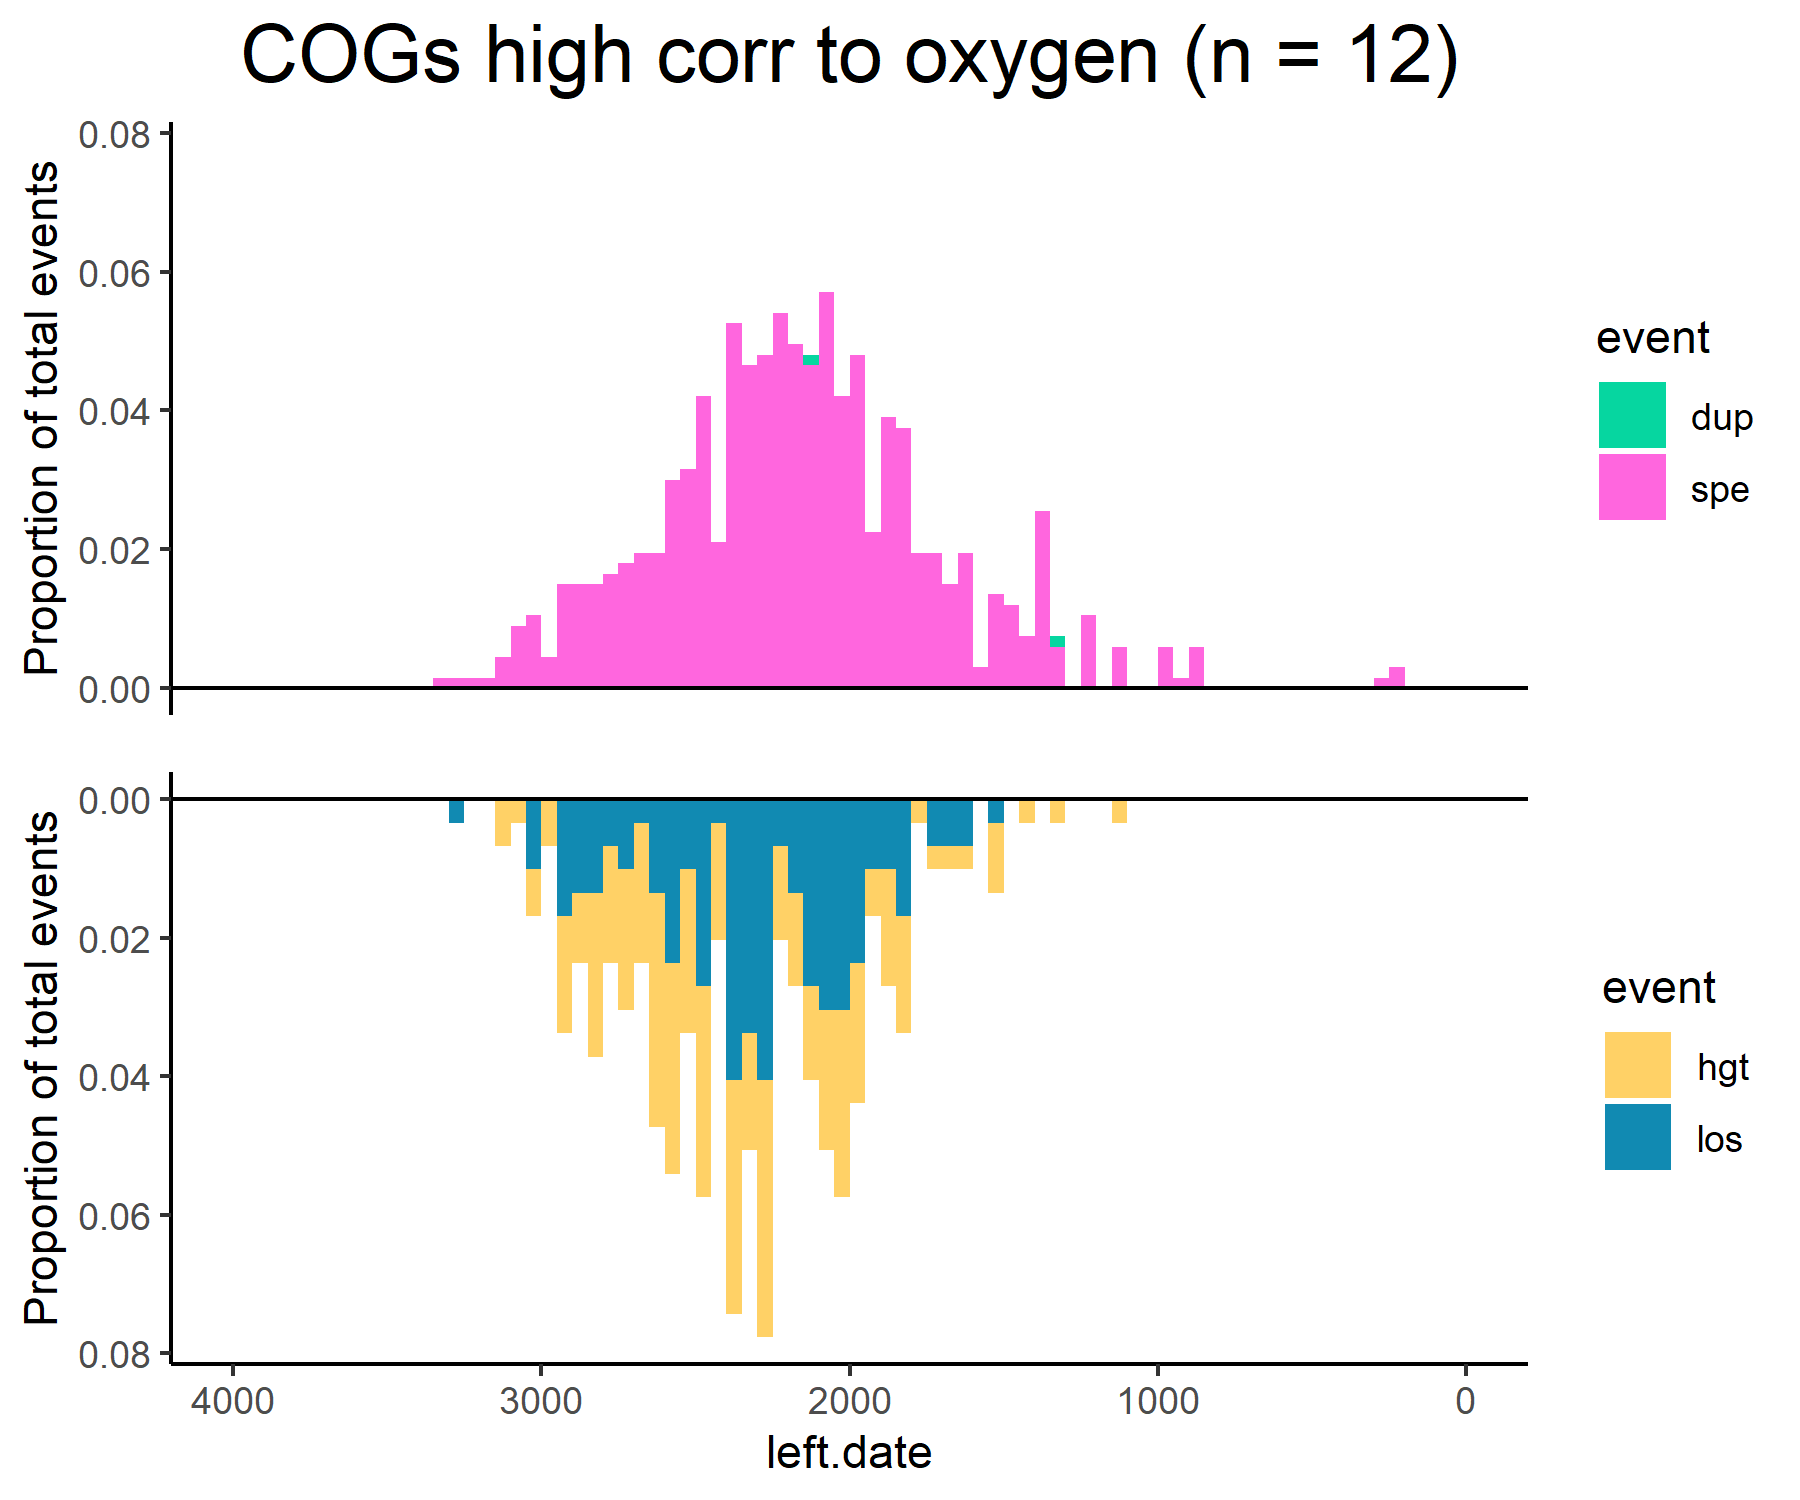 COGs high corr to oxygen (n = 12)
Proportion of total events
0.08
0.06
0.04
0.02
0.00
event
dup
spe
Proportion of total events
0.00
0.02
0.04
0.06
0.08
event
hgt
los
4000 3000 2000 1000 0
left.date